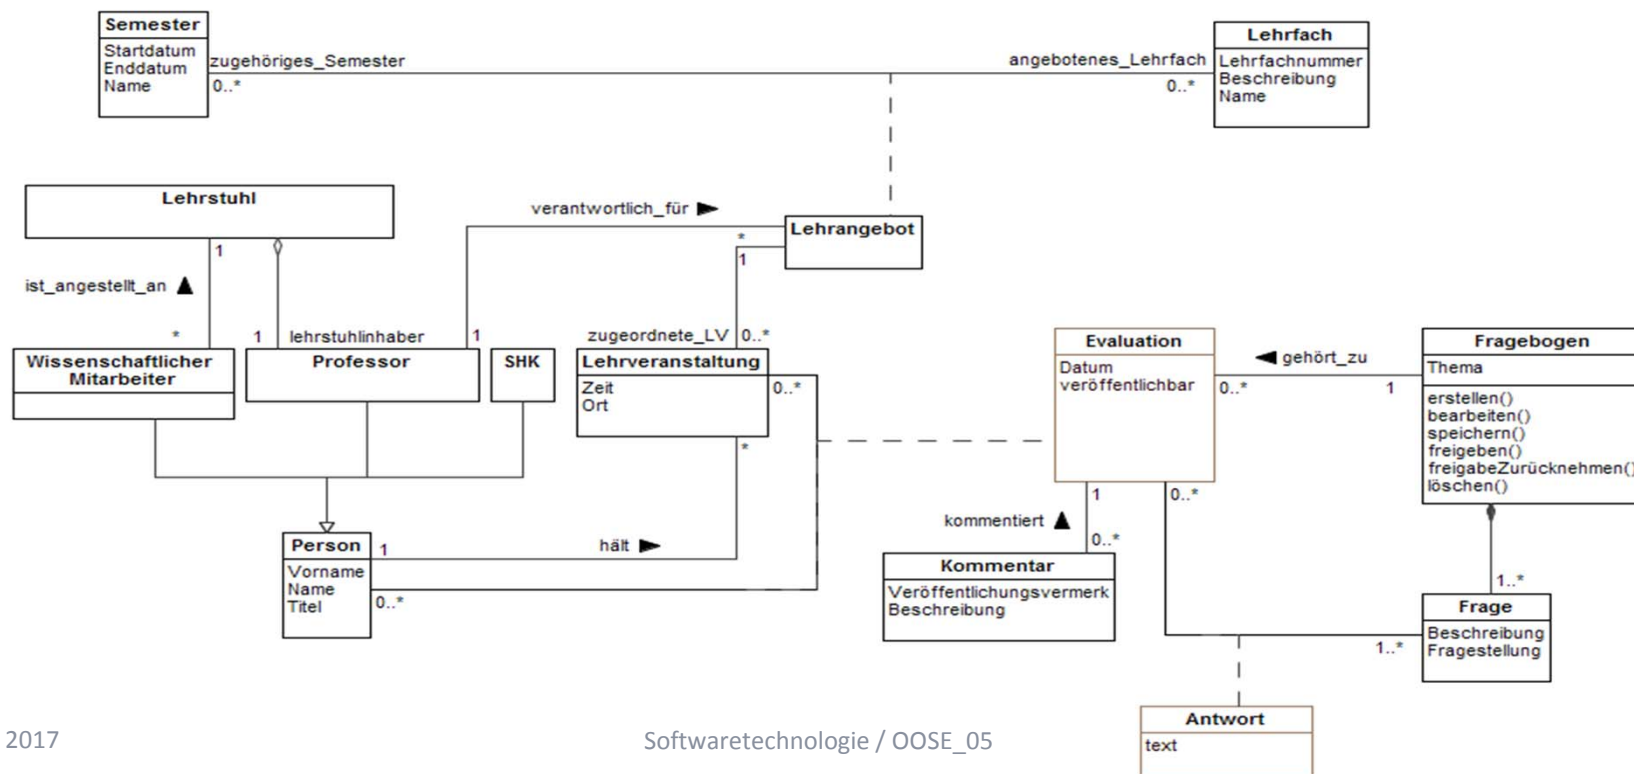 Semester
Startdatum
Enddatum
Name
zugehöriges_Semester
0..*
angebotenes_Lehrfach
0..*
Lehrfach
Lehrfachnummer
Beschreibung
Name
Lehrstuhl
1
ist_angestellt_an
*
1
lehrstuhlinhaber
verantwortlich_für
*
1
1
Lehrangebot
zugeordnete_LV
0..*
Wissenschaftlicher
Mitarbeiter
Professor
SHK
Lehrveranstaltung
Zeit
Ort
0..*
*
Evaluation
Datum
veröffentlichbar
gehört_zu
0..*
1
Fragebogen
Thema
erstellen()
bearbeiten()
speichern()
freigeben()
freigabeZurücknehmen()
löschen()
1
0..*
kommentiert
0..*
Person
Vorname
Name
Titel
1
hält
0..*
Kommentar
Veröffentlichungsvermerk
Beschreibung
1..*
Frage
Beschreibung
Fragestellung
1..*
Antwort
text
2017
Softwaretechnologie / OOSE_05